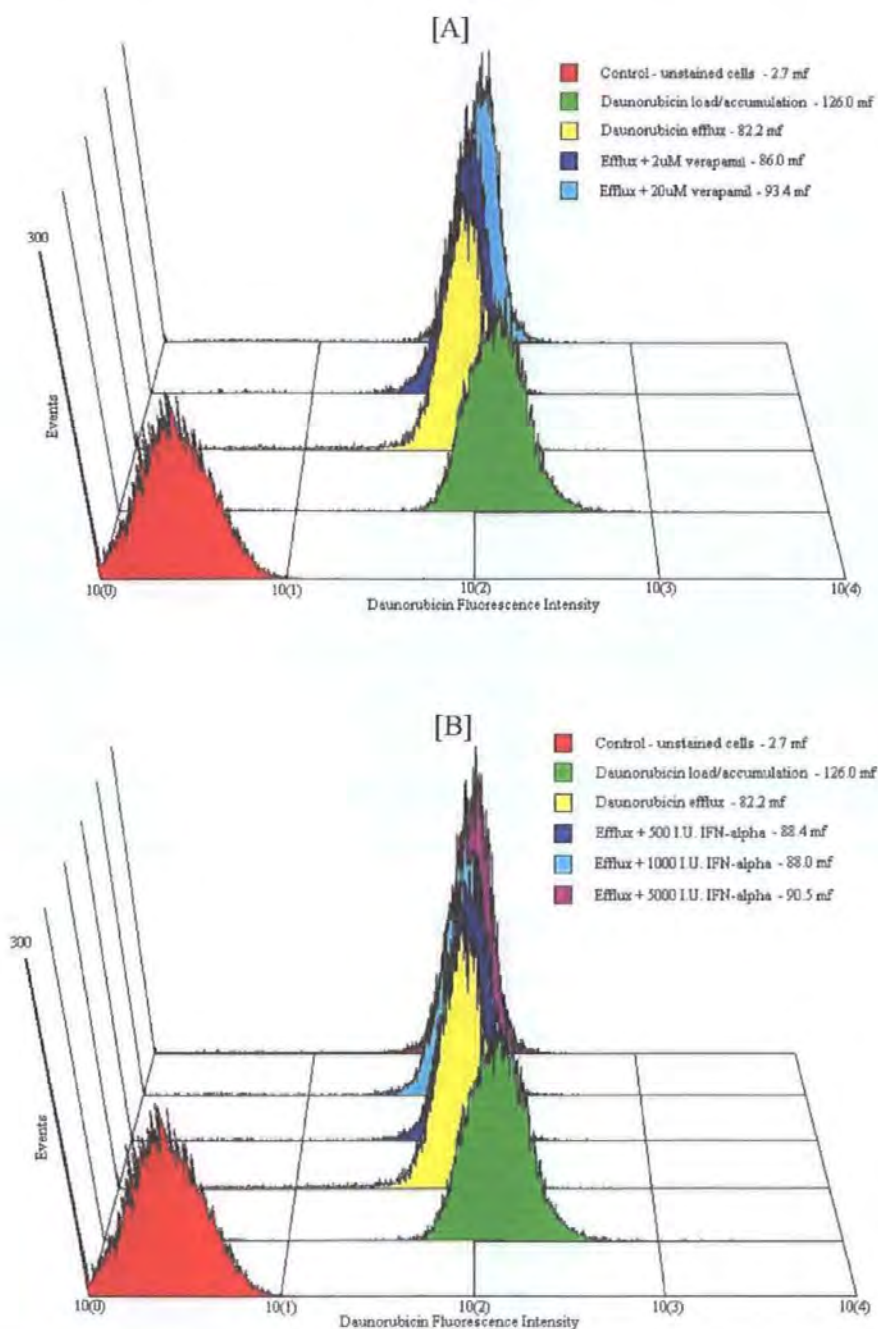 [A]
Control - unstained cells - 2.7 mf
Daunorubicin load/accumulation - 126.0 mf
Daunorubicin efflux - 82.2 mf
Efflux + 2uM verapamil - 86.0 mf
Efflux + 20uM verapamil - 93.4 mf
300
Events
10(0) 10(1) 10(2) 10(3) 10(4)
Daunorubicin Fluorescence Intensity
[B]
Control - unstained cells - 2.7 mf
Daunorubicin load/accumulation - 126.0 mf
Daunorubicin efflux - 82.2 mf
Efflux + 500 I.U. IFN-alpha - 88.4 mf
Efflux + 1000 I.U. IFN-alpha - 88.0 mf
Efflux + 5000 I.U. IFN-alpha - 90.5 mf
300
Events
10(0) 10(1) 10(2) 10(3) 10(4)
Daunorubicin Fluorescence Intensity